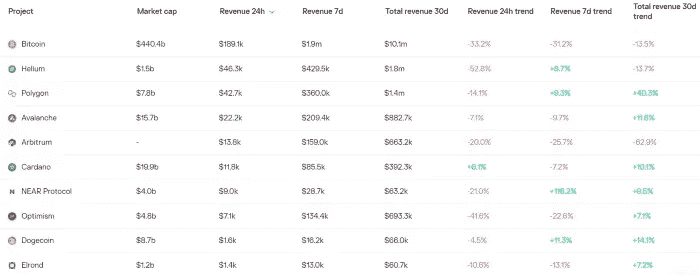 Project Market cap Revenue 24h Revenue 7d Total revenue 30d Revenue 24h trend Revenue 7d trend Total revenue 30d trend
Bitcoin $440.4b $189.1k $1.9m $10.1m -33.2% -31.2% -13.5%
Helium $1.5b $46.3k $429.5k $1.8m -52.8% +8.7% -13.7%
Polygon $7.8b $42.7k $360.0k $1.4m -14.1% +9.3% +40.3%
Avalanche $15.7b $22.2k $209.4k $882.7k -7.1% -9.7% +11.6%
Arbitrum - $13.8k $159.0k $663.2k -20.0% -25.7% -62.9%
Cardano $19.9b $11.8k $85.5k $392.3k +6.1% -7.2% +10.1%
NEAR Protocol $4.0b $9.0k $28.7k $63.2k -21.0% +116.2% +9.5%
Optimism $4.8b $7.1k $134.4k $693.3k -41.6% -22.6% +7.1%
Dogecoin $8.7b $1.6k $16.2k $66.0k -4.5% +11.3% +14.1%
Elrond $1.2b $1.4k $13.0k $60.7k -10.6% -13.1% +7.2%